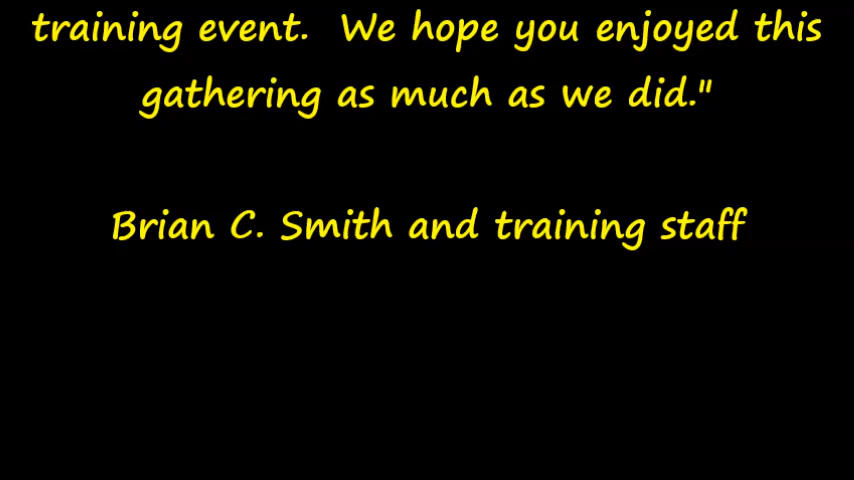 training event.  We hope you enjoyed this
gathering as much as we did."
Brian C. Smith and training staff